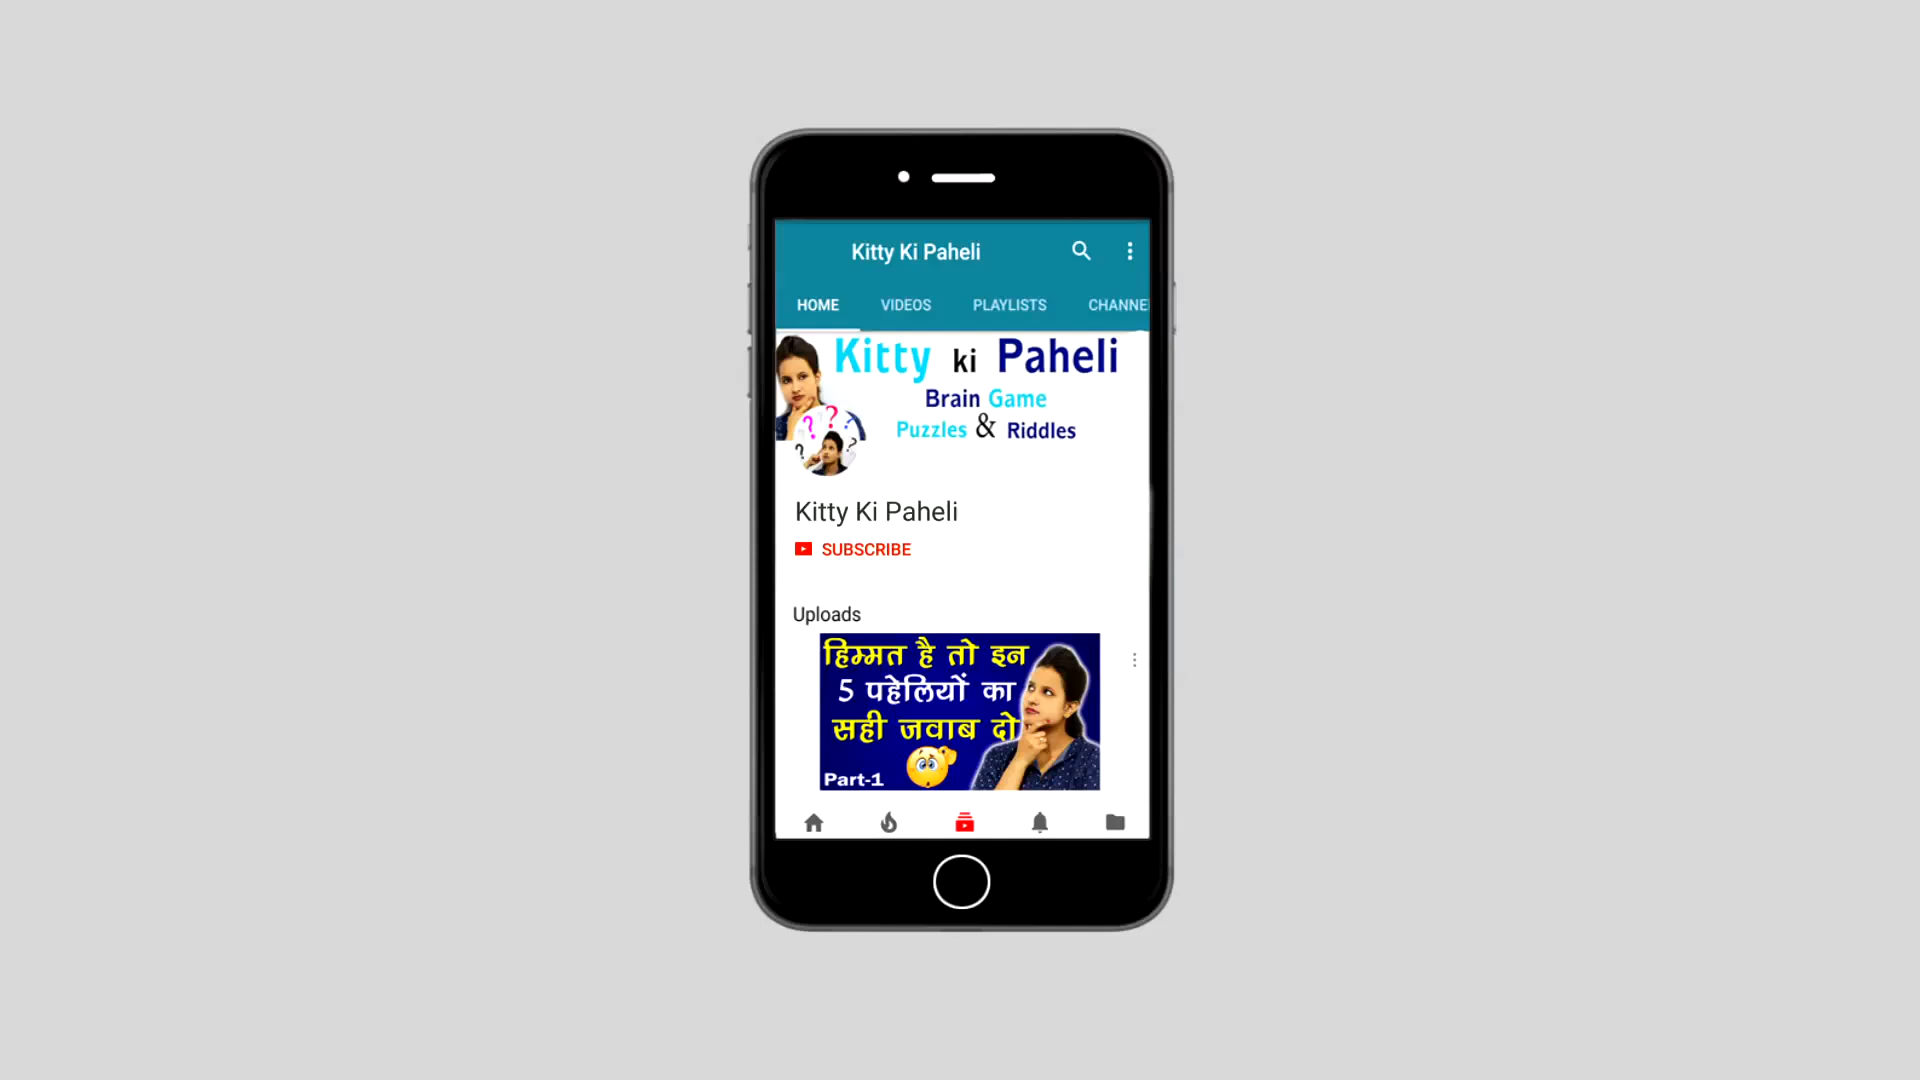 Kitty Ki Paheli
HOME VIDEOS PLAYLISTS CHANNE
Kitty ki Paheli
Brain Game
Puzzles & Riddles
? ? ? ? ?
Kitty Ki Paheli
SUBSCRIBE
Uploads
हिम्मत है तो इन
5 पहेलियों का
सही जवाब दो
Part-1